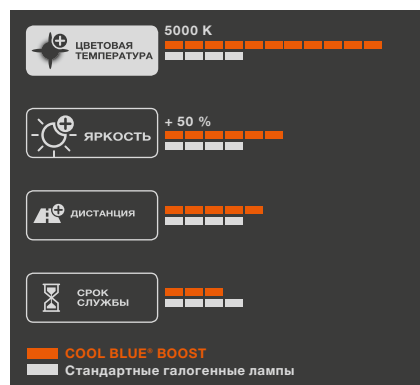 5000 K
ЦВЕТОВАЯ
ТЕМПЕРАТУРА
+ 50 %
ЯРКОСТЬ
ДИСТАНЦИЯ
СРОК
СЛУЖБЫ
COOL BLUE® BOOST
Стандартные галогенные лампы